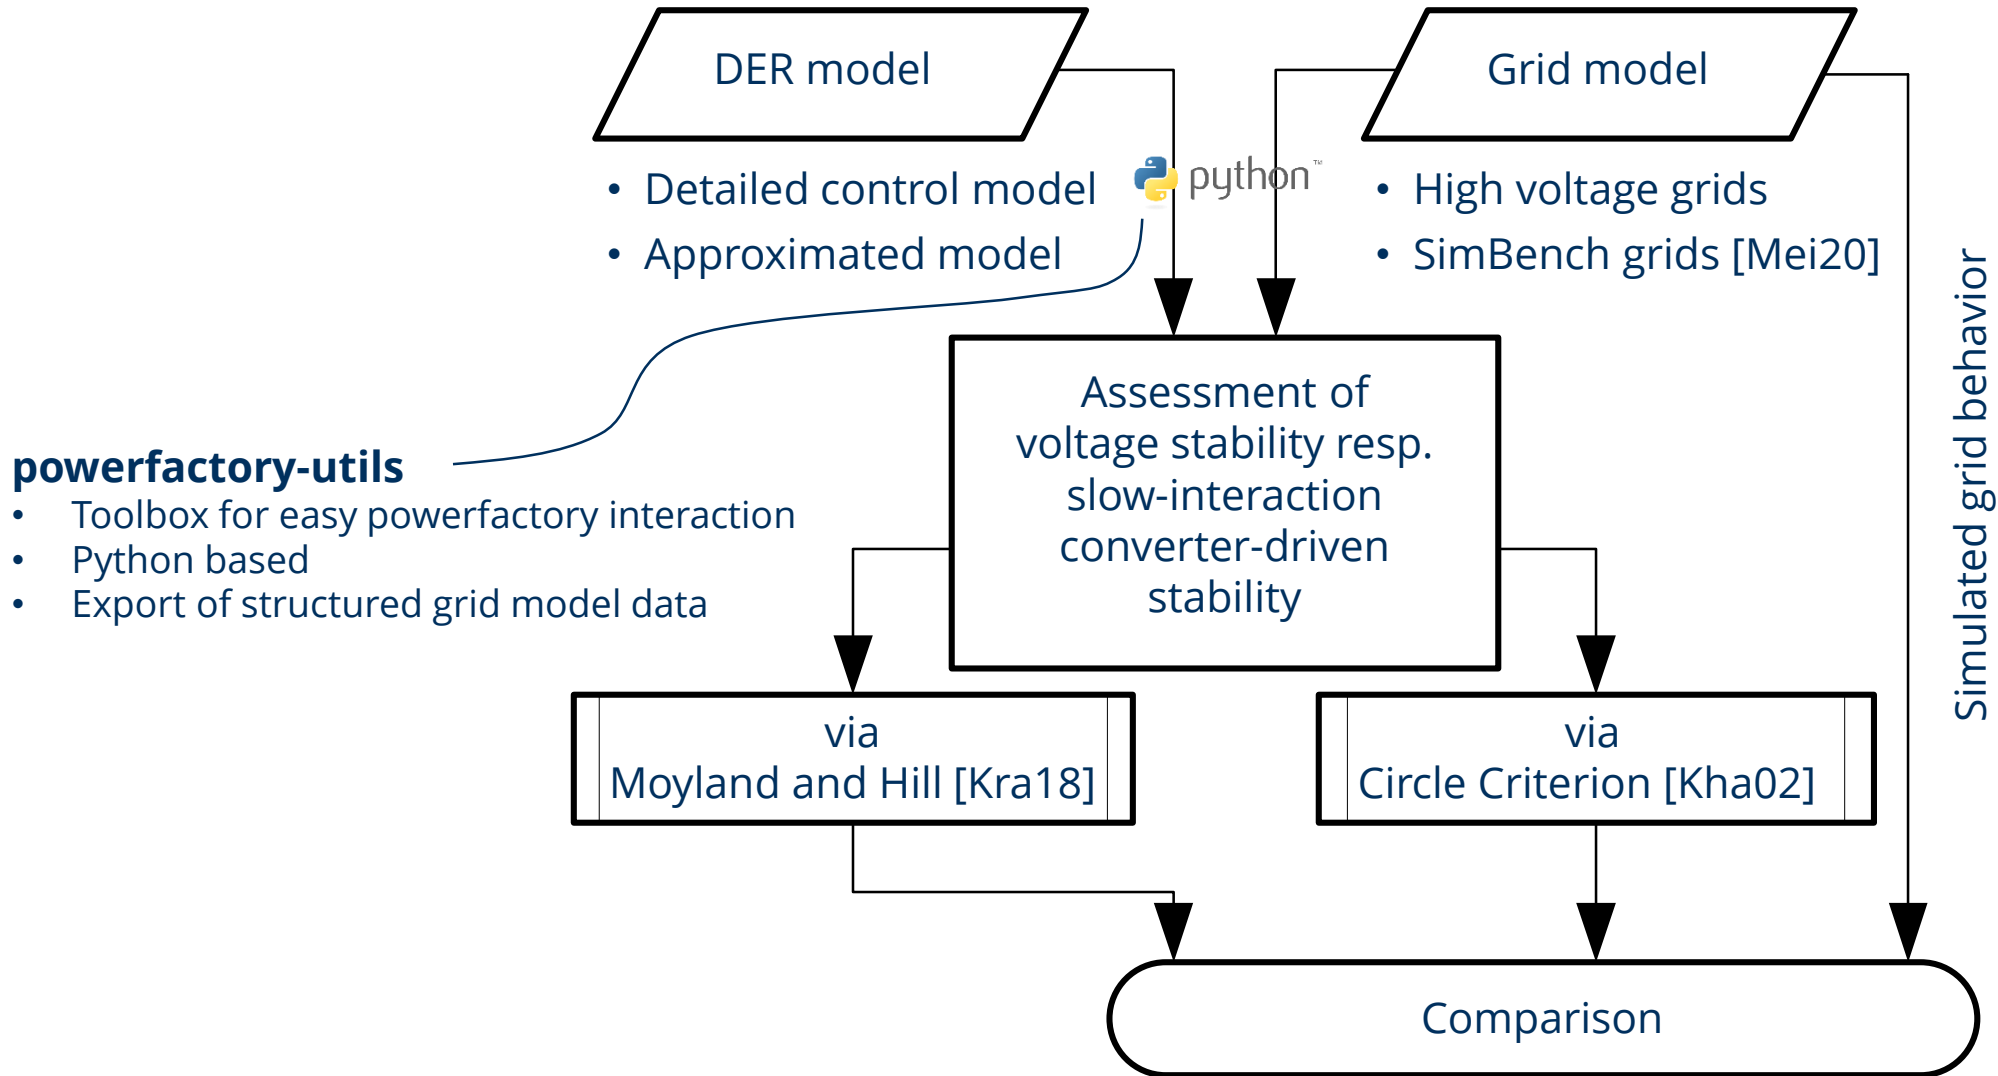 DER model
Grid model
• Detailed control model
• Approximated model
python™
• High voltage grids
• SimBench grids [Mei20]
Simulated grid behavior
Assessment of
voltage stability resp.
slow-interaction
converter-driven
stability
powerfactory-utils
• Toolbox for easy powerfactory interaction
• Python based
• Export of structured grid model data
via
Moyland and Hill [Kra18]
via
Circle Criterion [Kha02]
Comparison